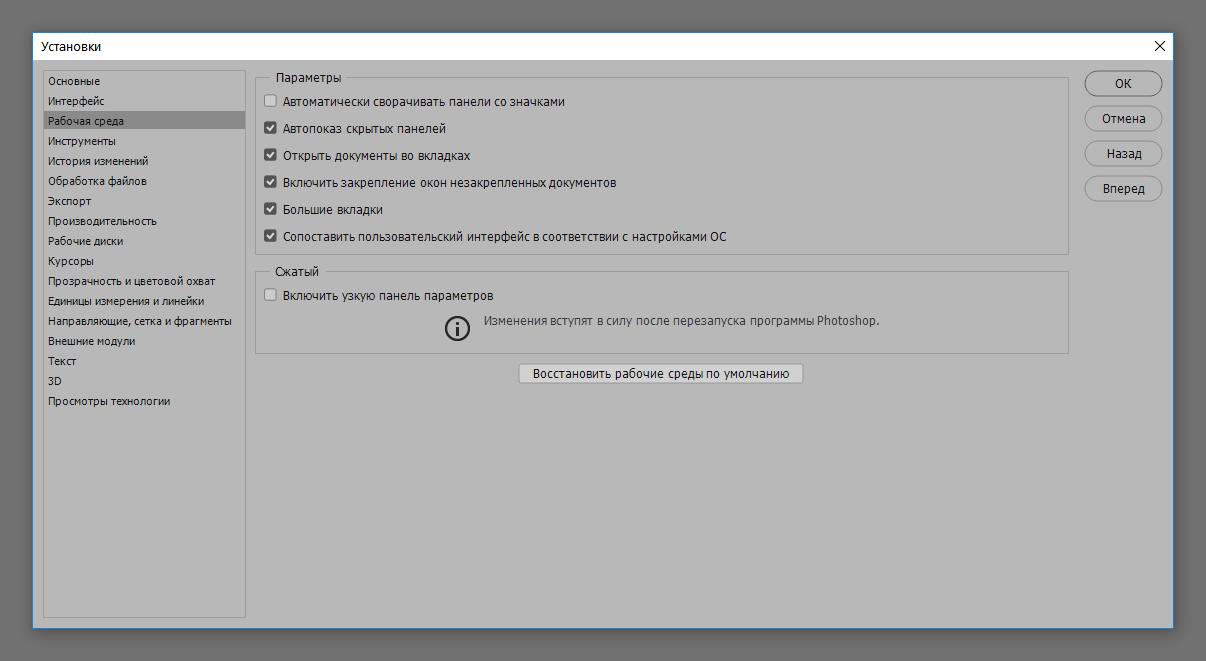 Установки
Основные
Интерфейс
Рабочая среда
Инструменты
История изменений
Обработка файлов
Экспорт
Производительность
Рабочие диски
Курсоры
Прозрачность и цветовой охват
Единицы измерения и линейки
Направляющие, сетка и фрагменты
Внешние модули
Текст
3D
Просмотры технологии
Параметры
Автоматически сворачивать панели со значками
Автопоказ скрытых панелей
Открыть документы во вкладках
Включить закрепление окон незакрепленных документов
Большие вкладки
Сопоставить пользовательский интерфейс в соответствии с настройками ОС
Сжатый
Включить узкую панель параметров
Изменения вступят в силу после перезапуска программы Photoshop.
Восстановить рабочие среды по умолчанию
ОК
Отмена
Назад
Вперед